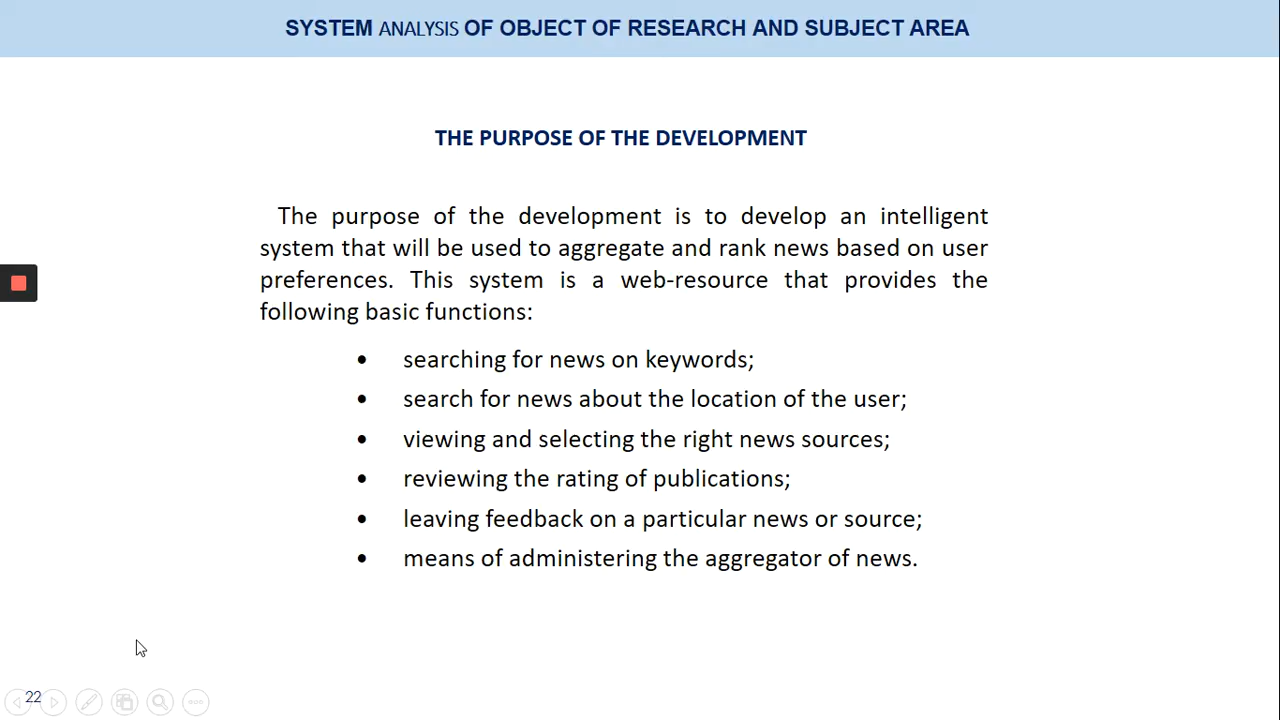 SYSTEM ANALYSIS OF OBJECT OF RESEARCH AND SUBJECT AREA
THE PURPOSE OF THE DEVELOPMENT
The purpose of the development is to develop an intelligent
system that will be used to aggregate and rank news based on user
preferences. This system is a web-resource that provides the
following basic functions:
• searching for news on keywords;
• search for news about the location of the user;
• viewing and selecting the right news sources;
• reviewing the rating of publications;
• leaving feedback on a particular news or source;
• means of administering the aggregator of news.
22